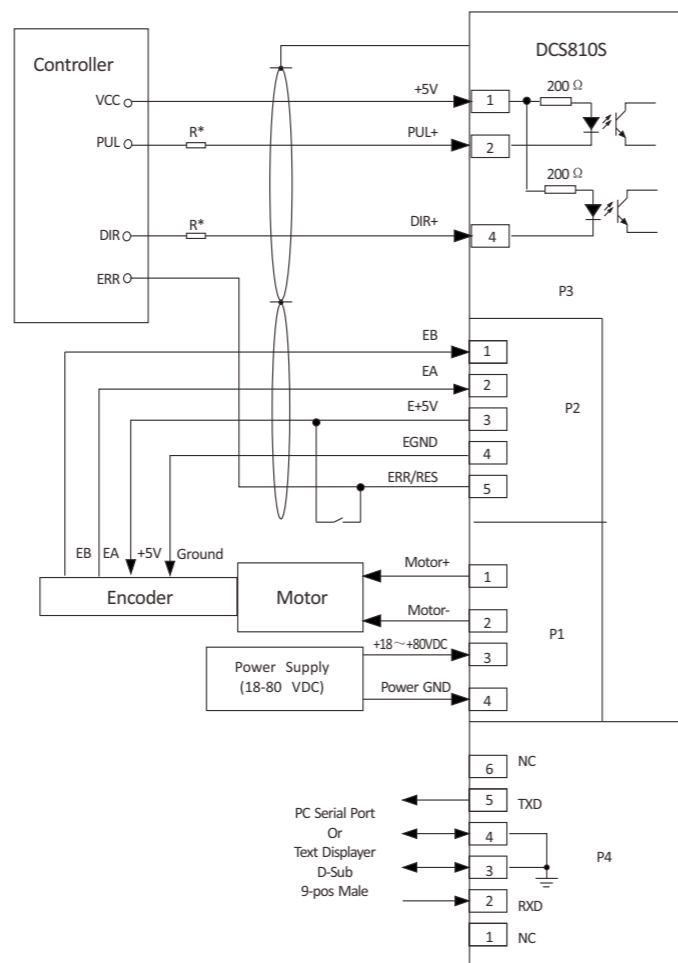 DCS810S
Controller
200 Ω
VCC
+5V
1
PUL
R*
PUL+
2
200 Ω
DIR
R*
DIR+
4
ERR
P3
EB
1
EA
2
E+5V
3
P2
EGND
4
ERR/RES
5
EB EA +5V Ground
Encoder
Motor
Motor+
1
Motor-
2
P1
+18～+80VDC
3
Power Supply
(18-80 VDC)
Power GND
4
6 NC
5 TXD
PC Serial Port
Or
Text Displayer
D-Sub
9-pos Male
4
3
P4
2 RXD
1 NC